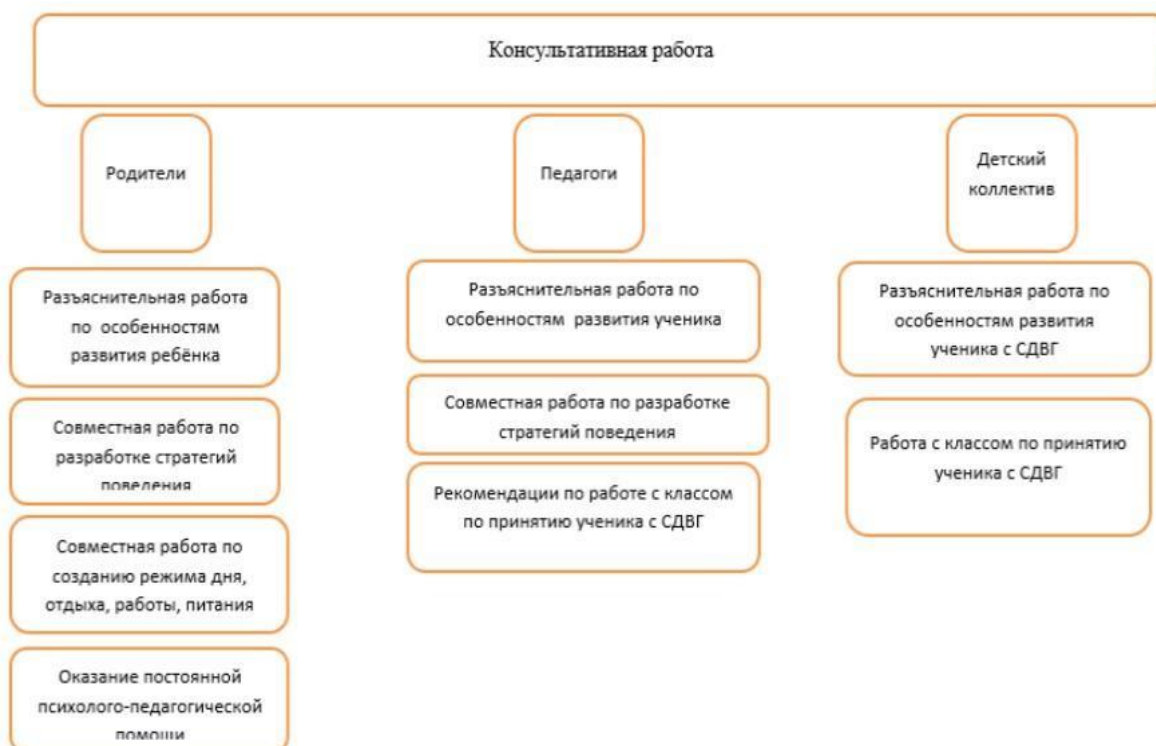 Консультативная работа
Родители
Педагоги
Детский
коллектив
Разъяснительная работа
по особенностям
развития ребёнка
Совместная работа по
разработке стратегий
поведения
Совместная работа по
созданию режима дня,
отдыха, работы, питания
Оказание постоянной
психолого-педагогической
помощи
Разъяснительная работа по
особенностям развития ученика
Совместная работа по разработке
стратегий поведения
Рекомендации по работе с классом
по принятию ученика с СДВГ
Разъяснительная работа по
особенностям развития
ученика с СДВГ
Работа с классом по принятию
ученика с СДВГ